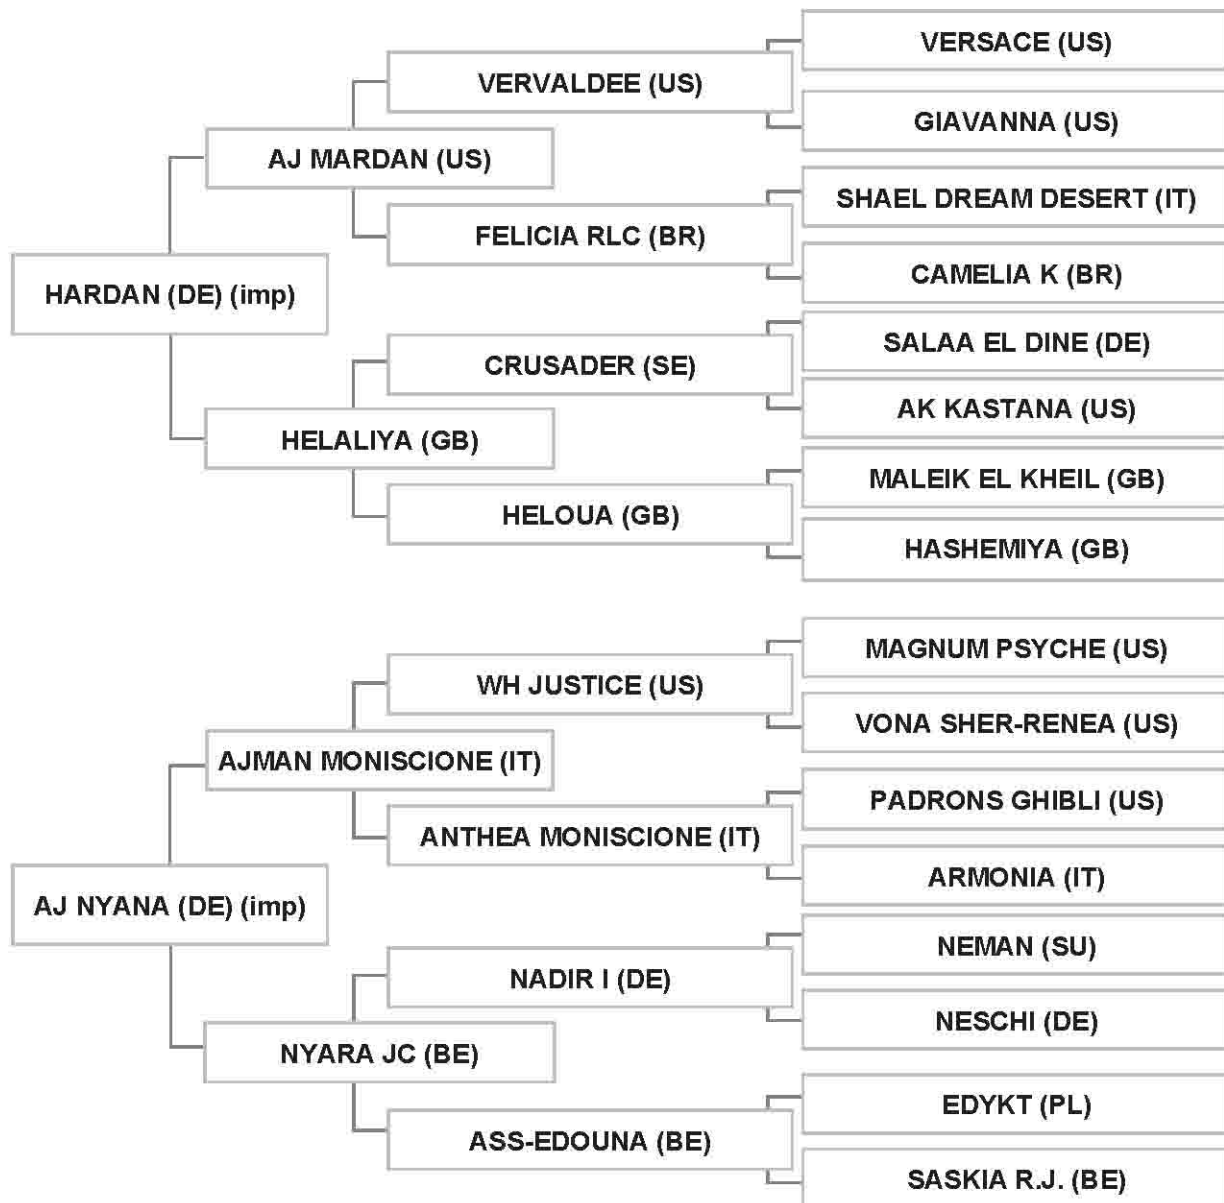 VERSACE (US)
VERVALDEE (US)
GIAVANNA (US)
AJ MARDAN (US)
SHAEL DREAM DESERT (IT)
FELICIA RLC (BR)
CAMELIA K (BR)
HARDAN (DE) (imp)
SALAA EL DINE (DE)
CRUSADER (SE)
AK KASTANA (US)
HELALIYA (GB)
MALEIK EL KHEIL (GB)
HELOUA (GB)
HASHEMIYA (GB)
MAGNUM PSYCHE (US)
WH JUSTICE (US)
VONA SHER-RENEA (US)
AJMAN MONISCIONE (IT)
PADRONS GHIBLI (US)
ANTHEA MONISCIONE (IT)
ARMONIA (IT)
AJ NYANA (DE) (imp)
NEMAN (SU)
NADIR I (DE)
NESCHI (DE)
NYARA JC (BE)
EDYKT (PL)
ASS-EDOUNA (BE)
SASKIA R.J. (BE)